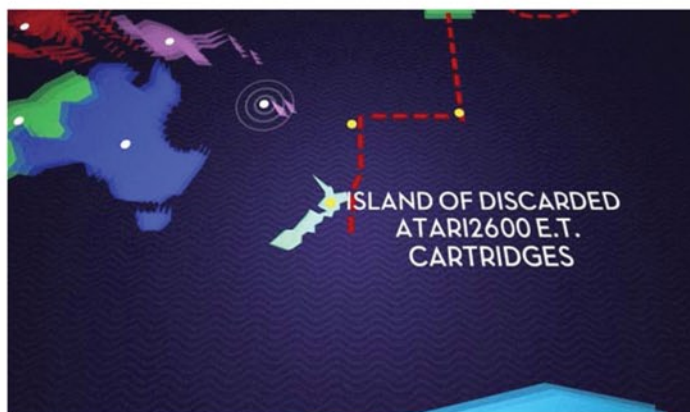 ISLAND OF DISCARDED
ATARI2600 E.T.
CARTRIDGES